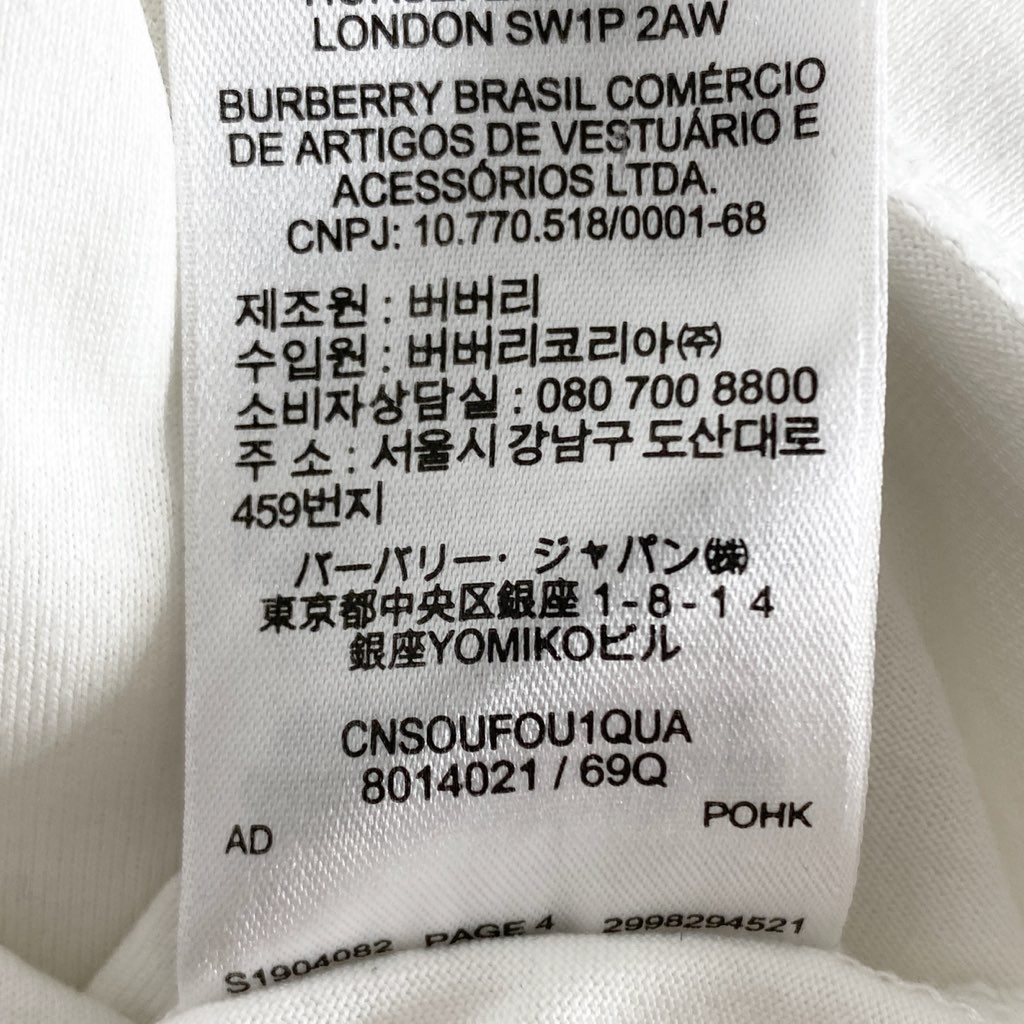 LONDON SW1P 2AW
BURBERRY BRASIL COMÉRCIO
DE ARTIGOS DE VESTUÁRIO E
ACESSÓRIOS LTDA.
CNPJ: 10.770.518/0001-68
제조원 : 버버리
수입원 : 버버리코리아㈜
소비자상담실 : 080 700 8800
주 소 : 서울시 강남구 도산대로
459번지
バーバリー・ジャパン㈱
東京都中央区銀座 1-8-14
銀座YOMIKOビル
CNSOUFOU1QUA
8014021 / 69Q
POHK
AD
S1904082 PAGE 4 2998294521